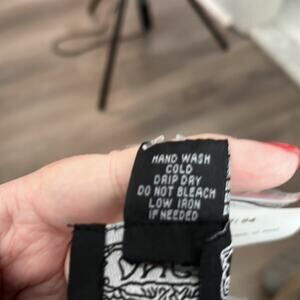 HAND WASH
COLD
DRIP DRY
DO NOT BLEACH
LOW IRON
IF NEEDED